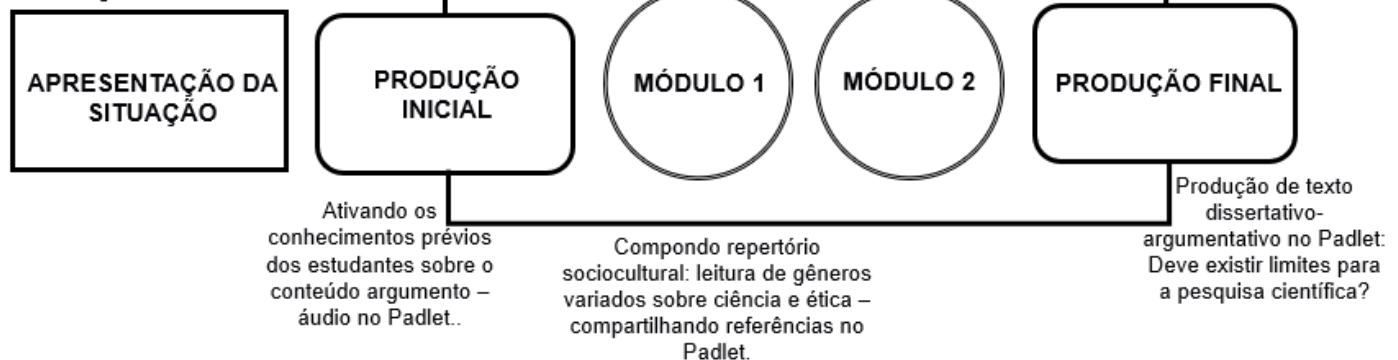 APRESENTAÇÃO DA
SITUAÇÃO
PRODUÇÃO
INICIAL
MÓDULO 1
MÓDULO 2
PRODUÇÃO FINAL
Ativando os
conhecimentos prévios
dos estudantes sobre o
conteúdo argumento –
áudio no Padlet..
Compondo repertório
sociocultural: leitura de gêneros
variados sobre ciência e ética –
compartilhando referências no
Padlet.
Produção de texto
dissertativo-
argumentativo no Padlet:
Deve existir limites para
a pesquisa científica?